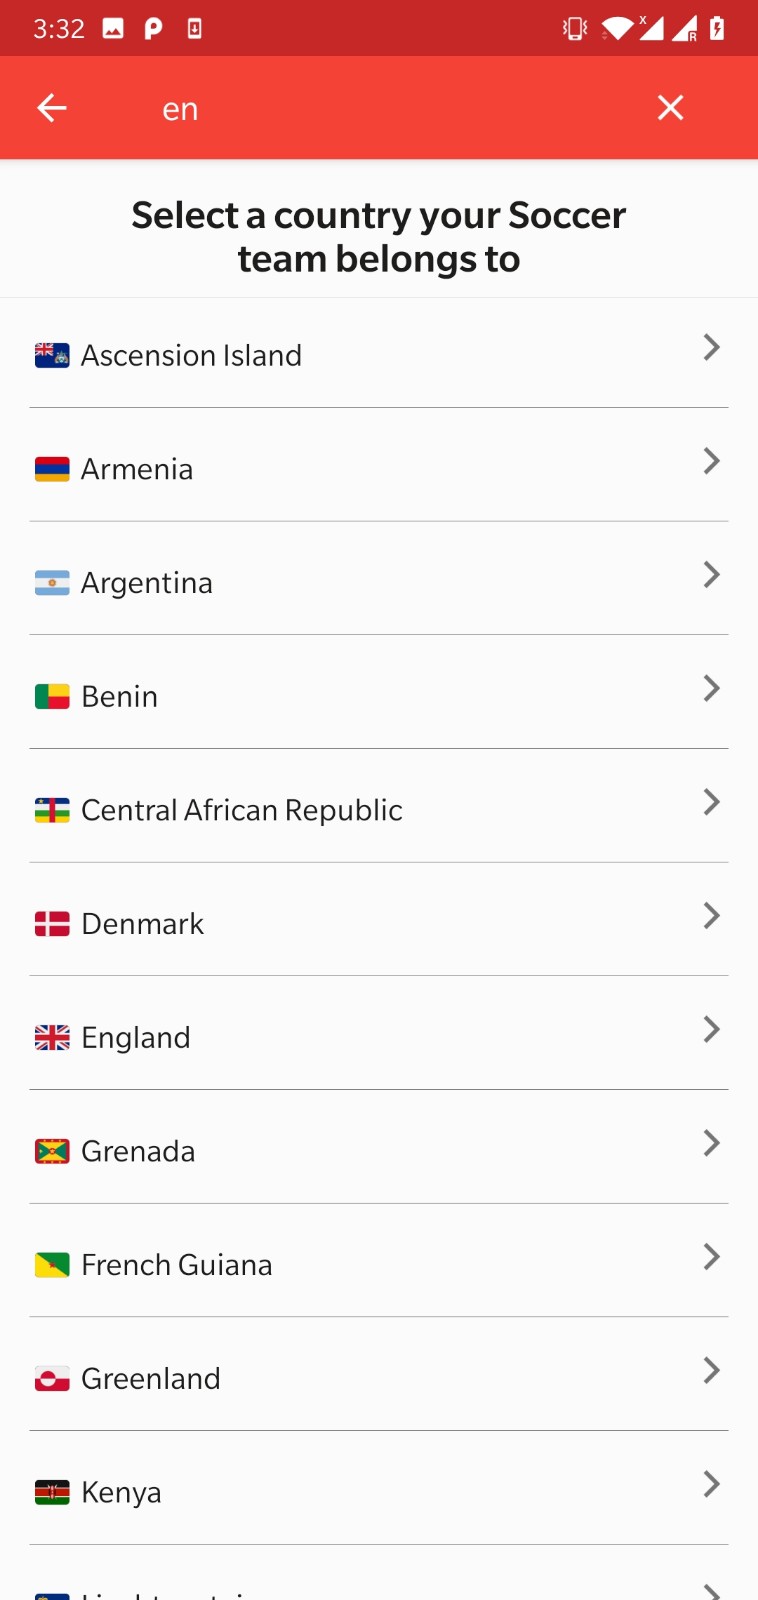 3:32
en
Select a country your Soccer
team belongs to
Ascension Island
Armenia
Argentina
Benin
Central African Republic
Denmark
England
Grenada
French Guiana
Greenland
Kenya